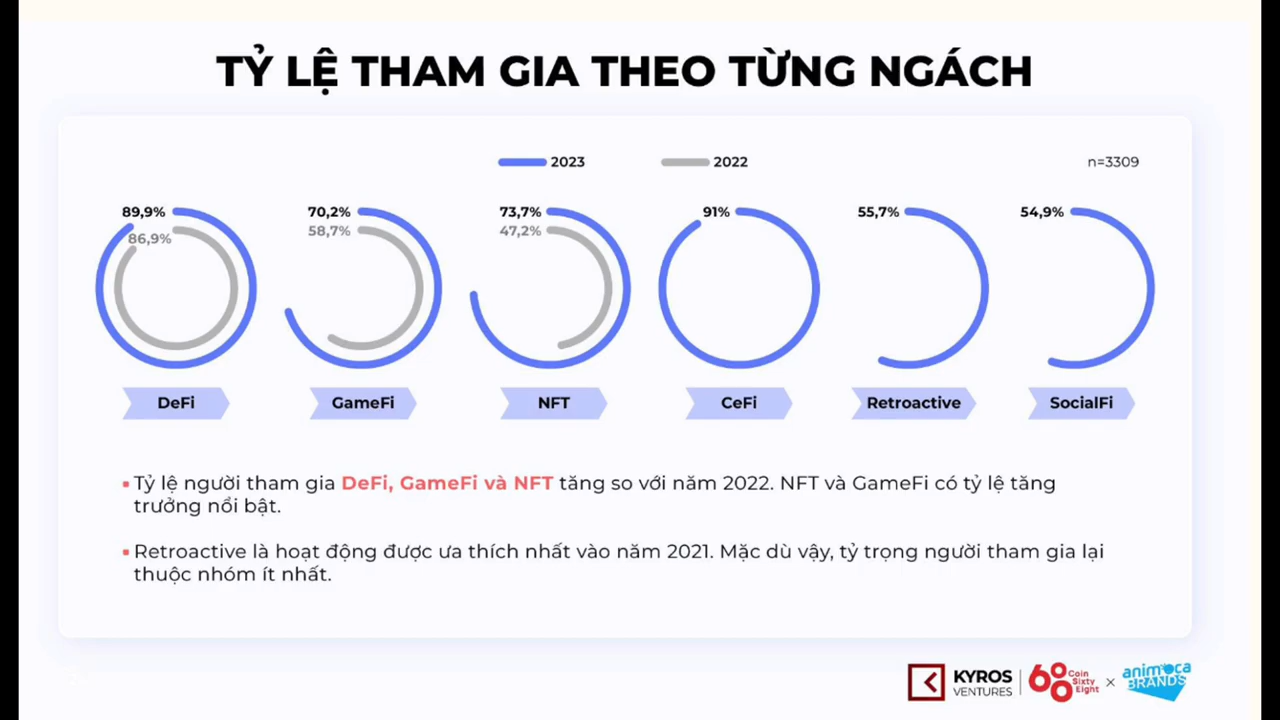 TỶ LỆ THAM GIA THEO TỪNG NGÁCH
2023 2022 n=3309
89,9% 70,2% 73,7% 91% 55,7% 54,9%
86,9% 58,7% 47,2%
DeFi GameFi NFT CeFi Retroactive SocialFi
Tỷ lệ người tham gia DeFi, GameFi và NFT tăng so với năm 2022. NFT và GameFi có tỷ lệ tăng
trưởng nổi bật.
Retroactive là hoạt động được ưa thích nhất vào năm 2021. Mặc dù vậy, tỷ trọng người tham gia lại
thuộc nhóm ít nhất.
KYROS
VENTURES
68
Coin
Sixty
Eight
×
animoca
BRANDS